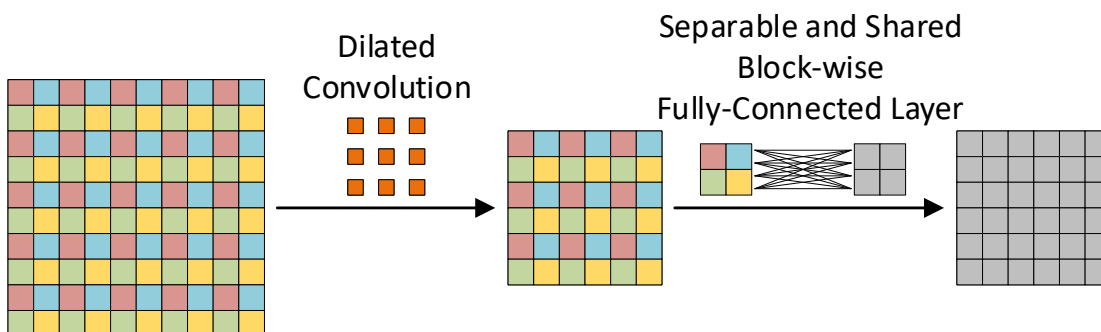 Dilated
Convolution
Separable and Shared
Block-wise
Fully-Connected Layer